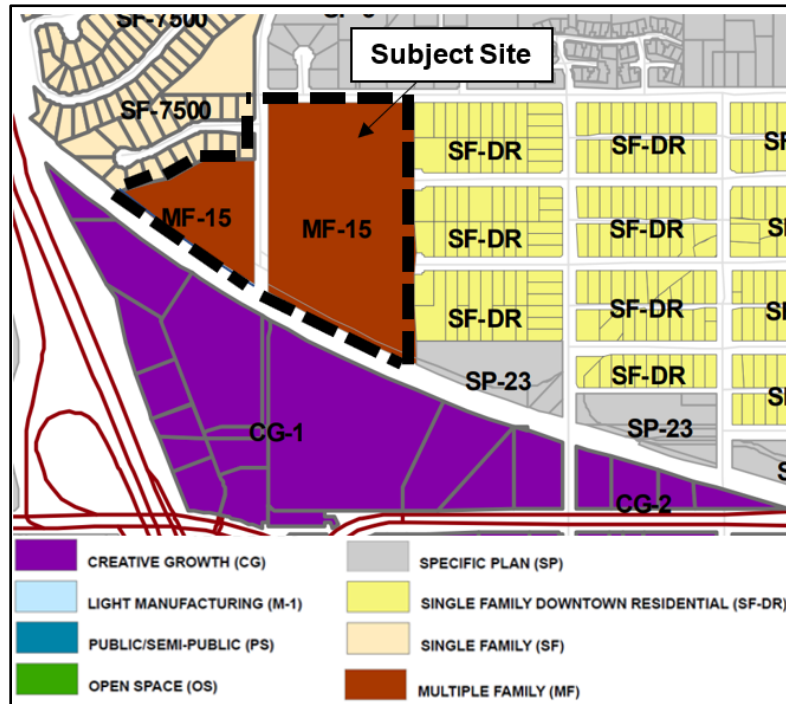 SF-7500
SP-6
Subject Site
SF-7500
SF-DR
SF-DR
MF-15
MF-15
SF-DR
SF-DR
SF-DR
SF-DR
SP-23
SF-DR
SP-23
CG-1
CG-2
CREATIVE GROWTH (CG)
SPECIFIC PLAN (SP)
LIGHT MANUFACTURING (M-1)
SINGLE FAMILY DOWNTOWN RESIDENTIAL (SF-DR)
PUBLIC/SEMI-PUBLIC (PS)
SINGLE FAMILY (SF)
OPEN SPACE (OS)
MULTIPLE FAMILY (MF)